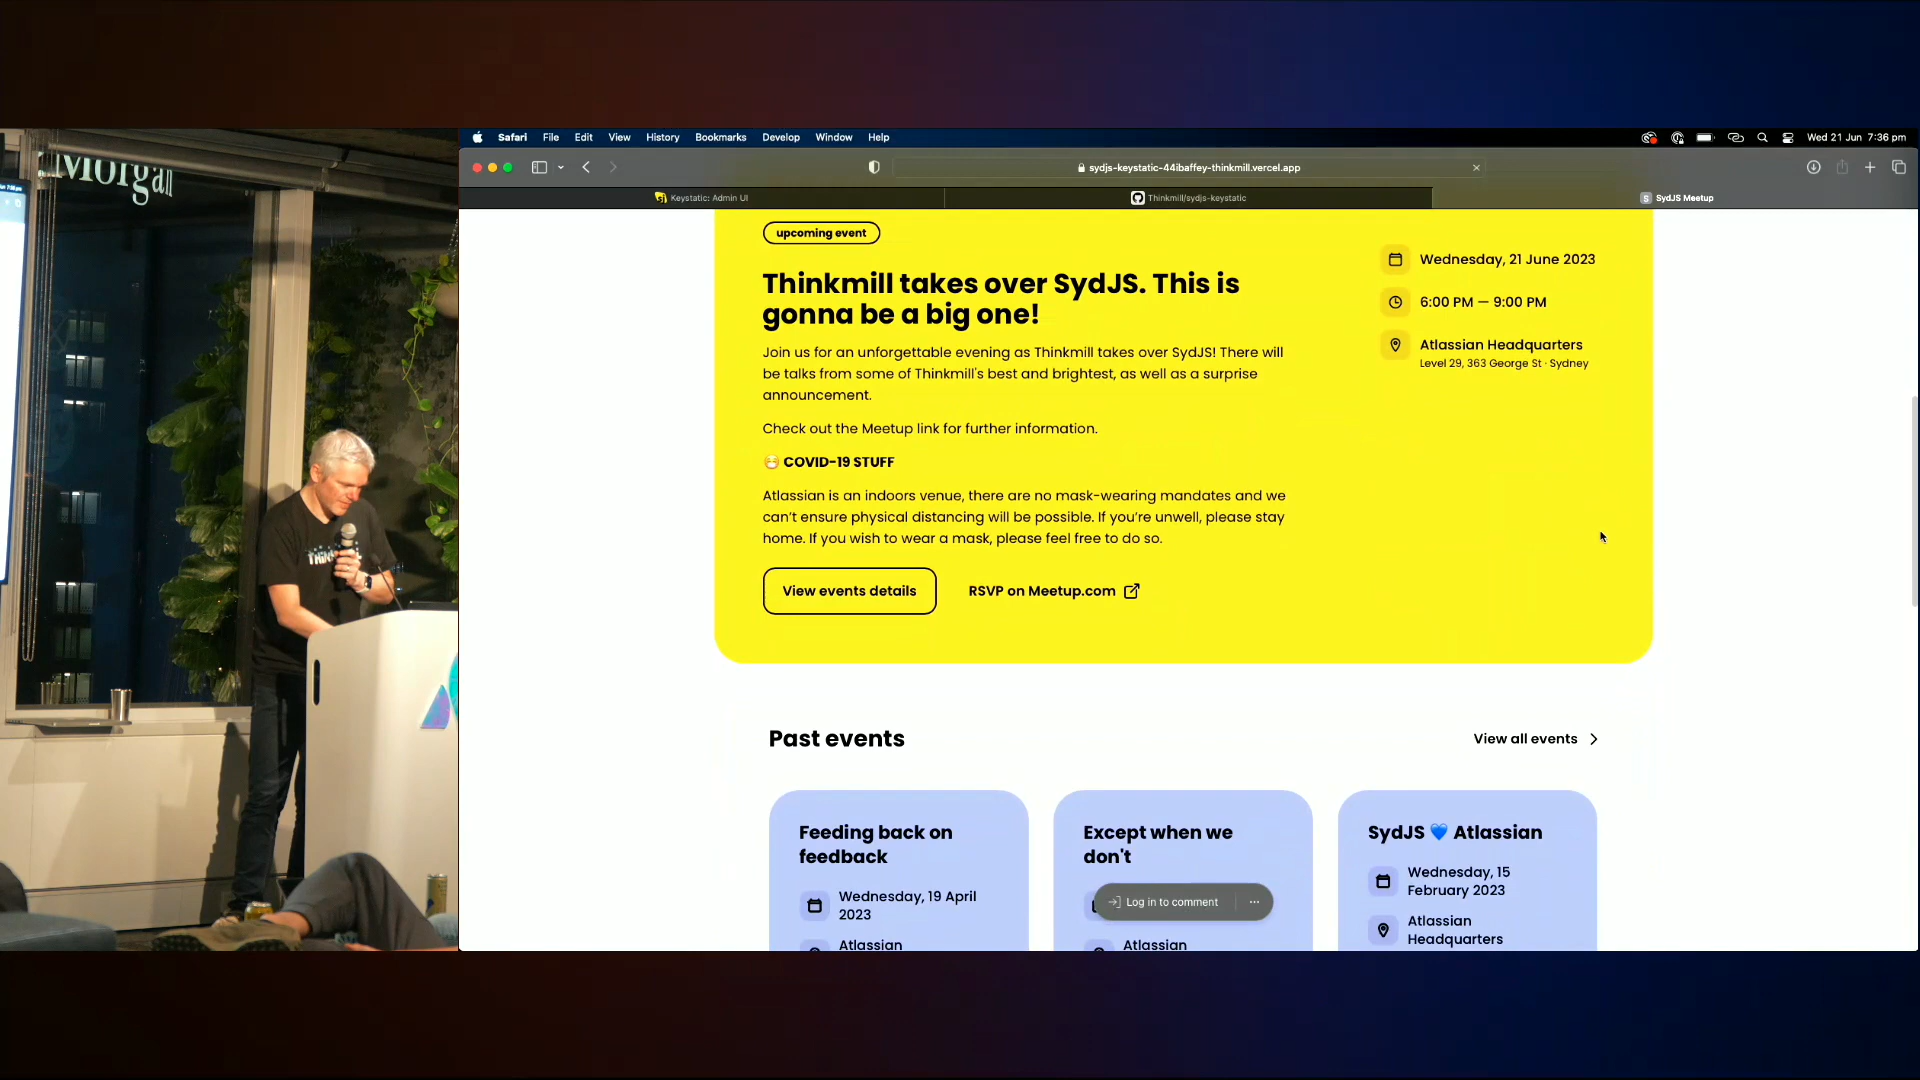 Morgan
Safari File Edit View History Bookmarks Develop Window Help
Wed 21 Jun 7:36 pm
sydjs-keystatic-44ibaffey-thinkmill.vercel.app
Keystatic: Admin UI
Thinkmill/sydjs-keystatic
S SydJS Meetup
upcoming event
Thinkmill takes over SydJS. This is
gonna be a big one!
Join us for an unforgettable evening as Thinkmill takes over SydJS! There will
be talks from some of Thinkmill's best and brightest, as well as a surprise
announcement.
Check out the Meetup link for further information.
😷 COVID-19 STUFF
Atlassian is an indoors venue, there are no mask-wearing mandates and we
can't ensure physical distancing will be possible. If you're unwell, please stay
home. If you wish to wear a mask, please feel free to do so.
View events details
RSVP on Meetup.com
Wednesday, 21 June 2023
6:00 PM — 9:00 PM
Atlassian Headquarters
Level 29, 363 George St · Sydney
Past events
View all events
Feeding back on
feedback
Wednesday, 19 April
2023
Atlassian
Except when we
don't
Log in to comment
Atlassian
SydJS 💙 Atlassian
Wednesday, 15
February 2023
Atlassian
Headquarters